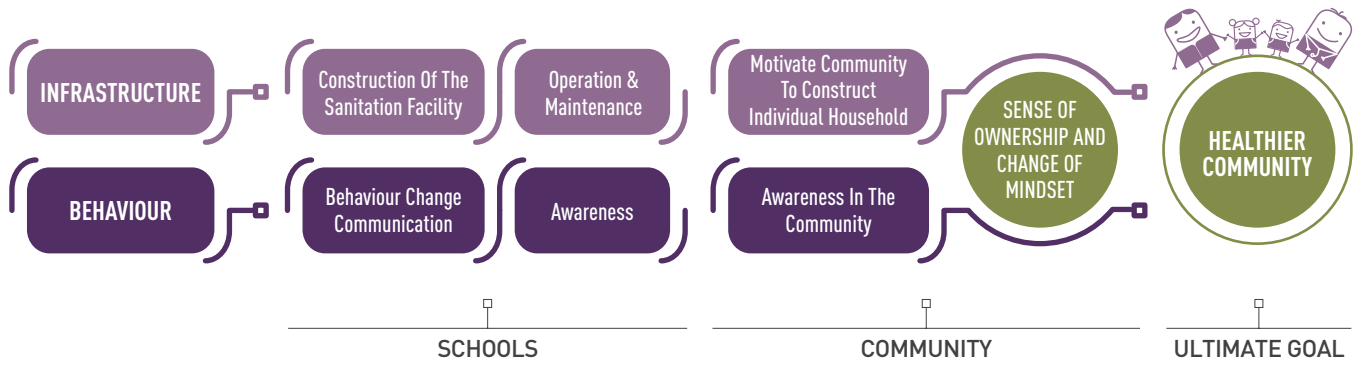 INFRASTRUCTURE
Construction Of The
Sanitation Facility
Operation &
Maintenance
Motivate Community
To Construct
Individual Household
BEHAVIOUR
Behaviour Change
Communication
Awareness
Awareness In The
Community
SENSE OF
OWNERSHIP AND
CHANGE OF
MINDSET
HEALTHIER
COMMUNITY
SCHOOLS
COMMUNITY
ULTIMATE GOAL